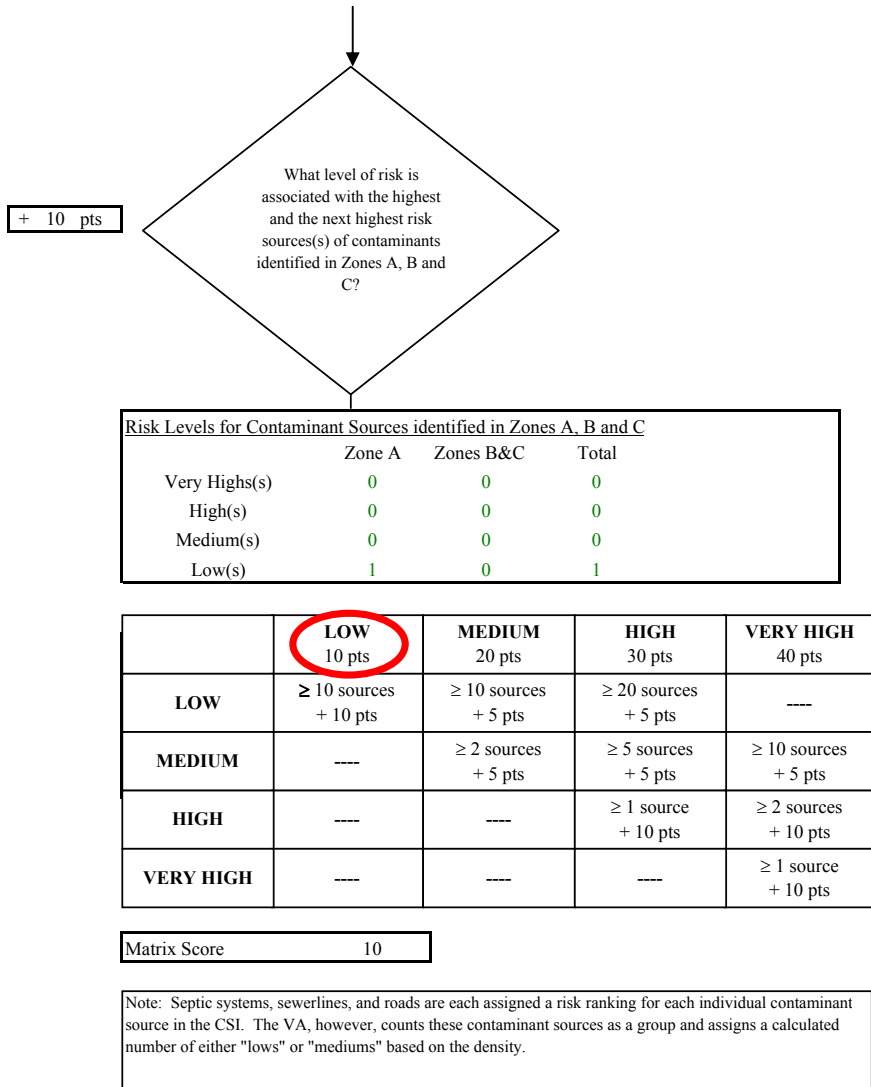 What level of risk is
associated with the highest
and the next highest risk
sources(s) of contaminants
identified in Zones A, B and
C?
+ 10 pts
Risk Levels for Contaminant Sources identified in Zones A, B and C
Zone A Zones B&C Total
Very Highs(s) 0 0 0
High(s) 0 0 0
Medium(s) 0 0 0
Low(s) 1 0 1
LOW MEDIUM HIGH VERY HIGH
10 pts 20 pts 30 pts 40 pts
LOW ≥ 10 sources ≥ 10 sources ≥ 20 sources ----
+ 10 pts + 5 pts + 5 pts
MEDIUM ---- ≥ 2 sources ≥ 5 sources ≥ 10 sources
+ 5 pts + 5 pts + 5 pts
HIGH ---- ---- ≥ 1 source ≥ 2 sources
+ 10 pts + 10 pts
VERY HIGH ---- ---- ---- ≥ 1 source
+ 10 pts
Matrix Score 10
Note: Septic systems, sewerlines, and roads are each assigned a risk ranking for each individual contaminant
source in the CSI. The VA, however, counts these contaminant sources as a group and assigns a calculated
number of either "lows" or "mediums" based on the density.